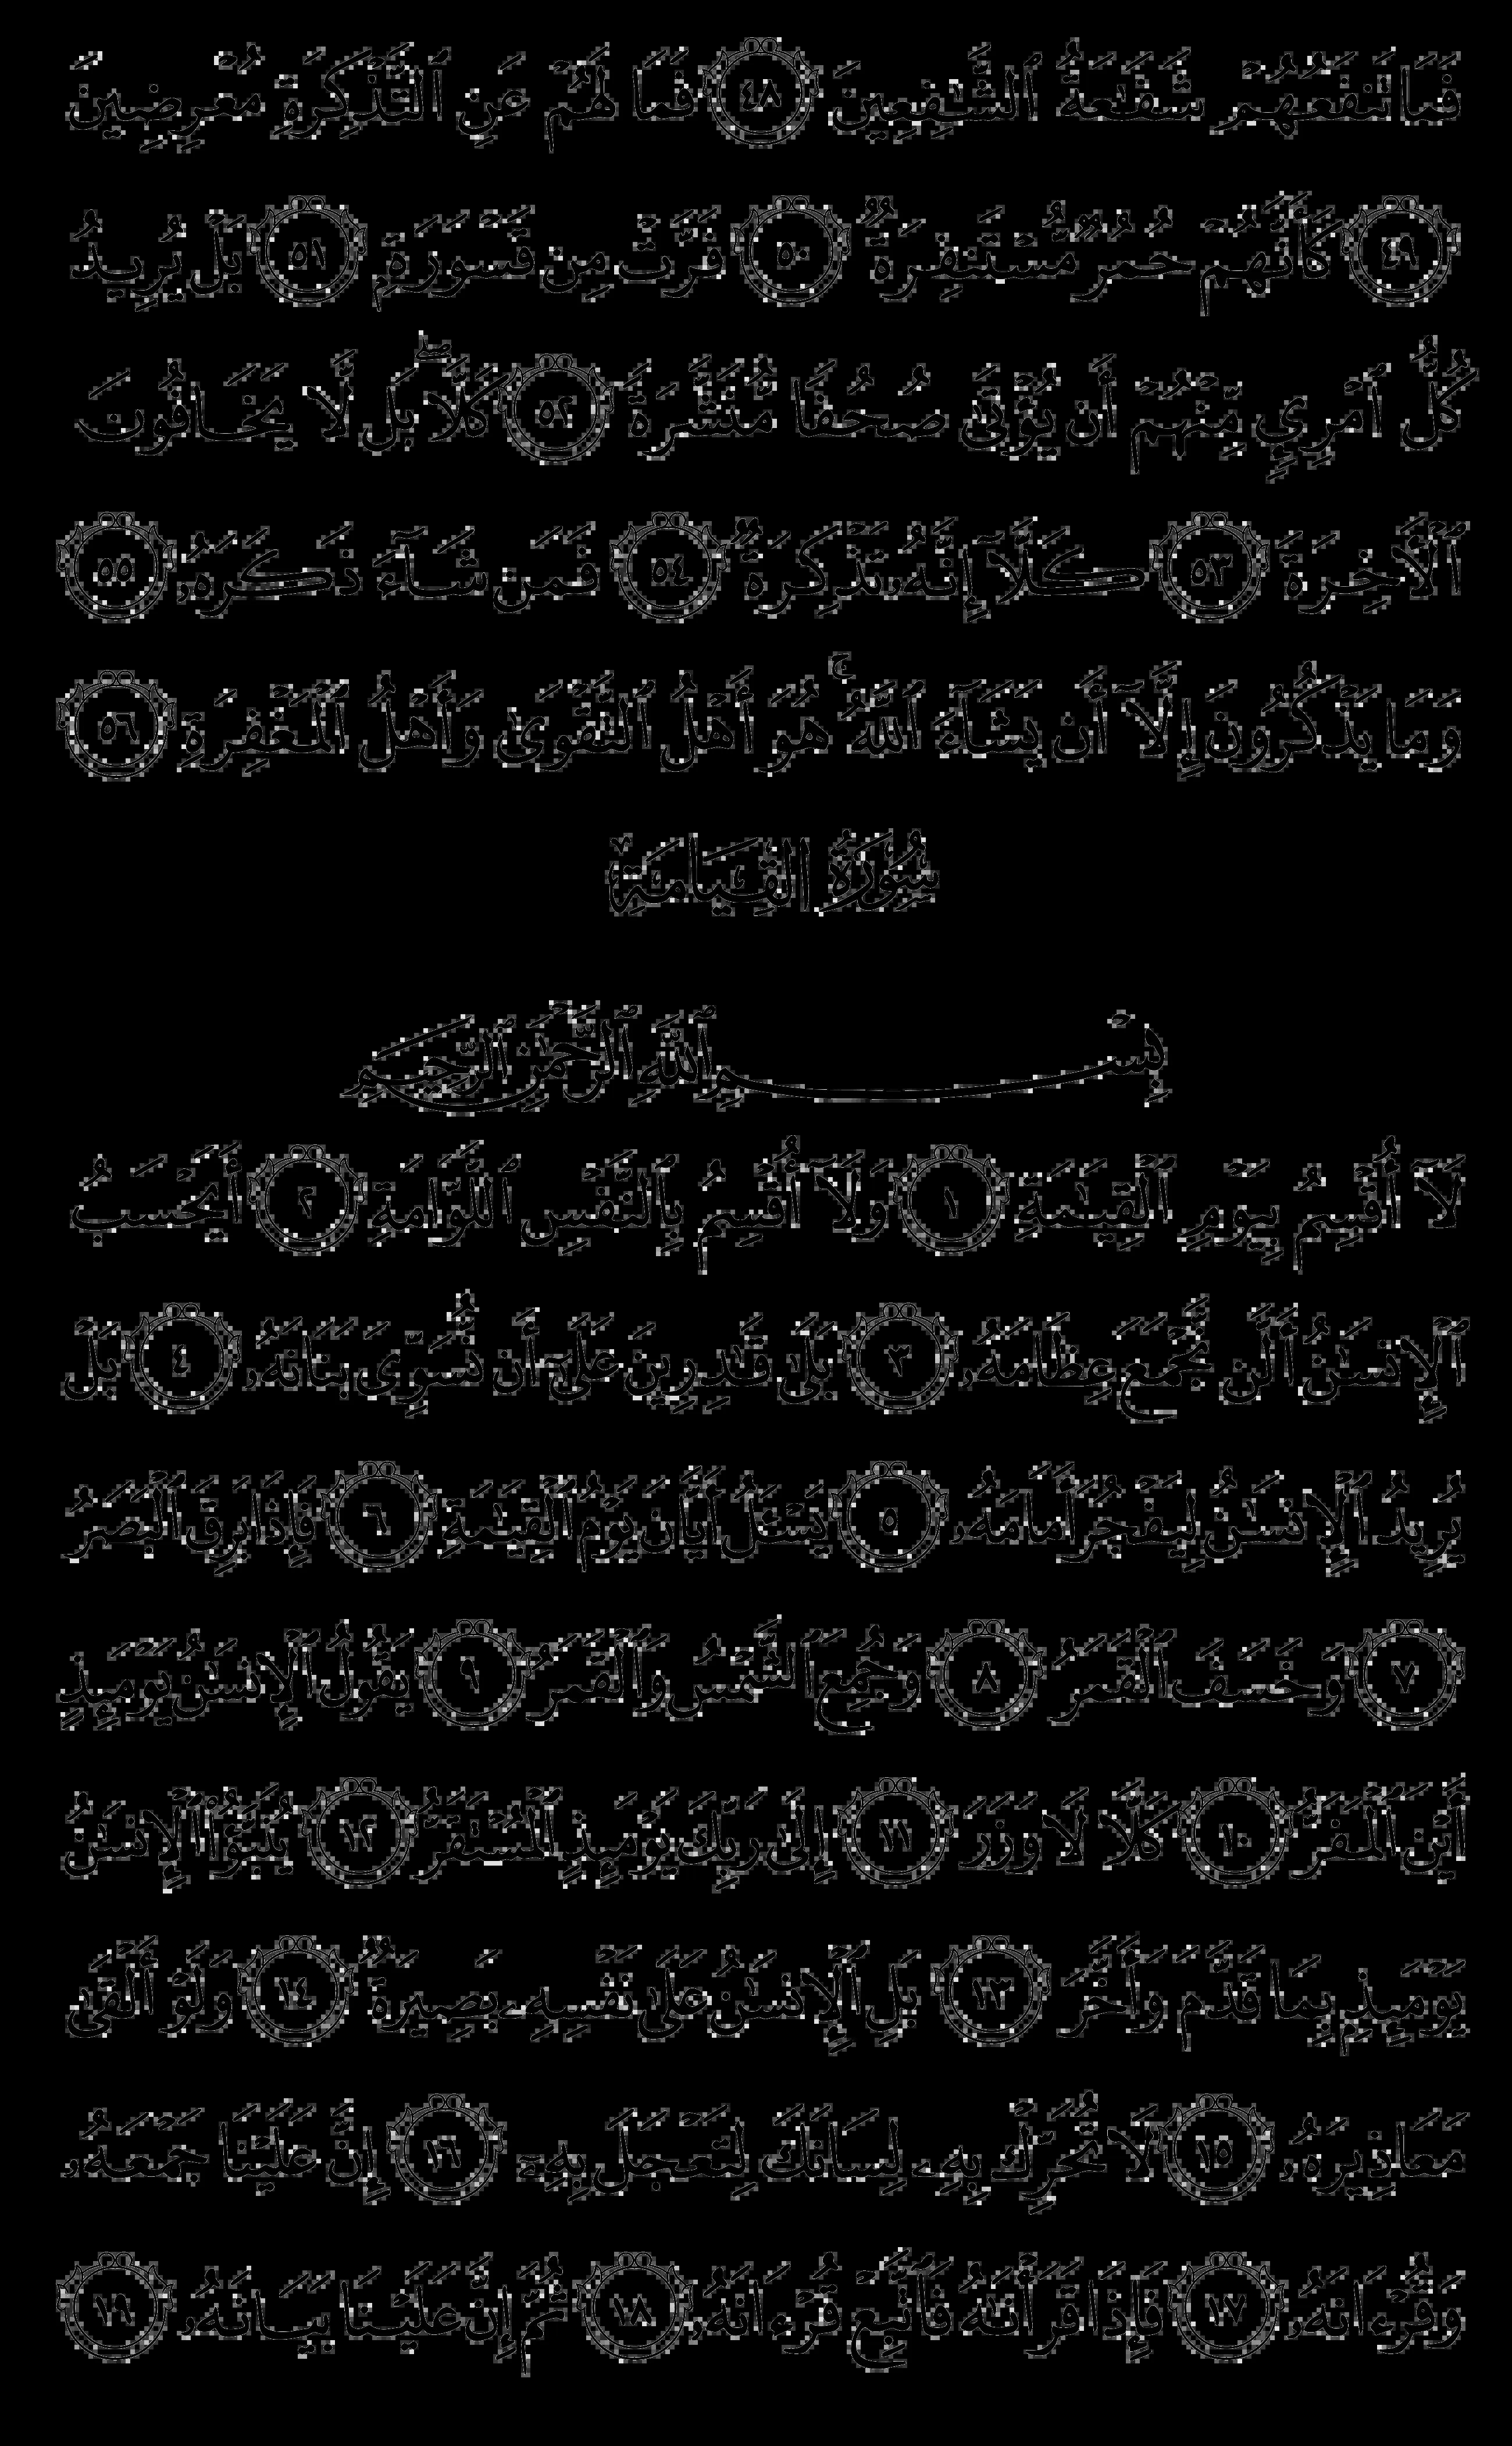 فَمَا تَنفَعُهُمْ شَفَٰعَةُ ٱلشَّٰفِعِينَ ٤٨ فَمَا لَهُمْ عَنِ ٱلتَّذْكِرَةِ مُعْرِضِينَ
٤٩ كَأَنَّهُمْ حُمُرٌ مُّسْتَنفِرَةٌ ٥٠ فَرَّتْ مِن قَسْوَرَةٍۭ ٥١ بَلْ يُرِيدُ
كُلُّ ٱمْرِئٍ مِّنْهُمْ أَن يُؤْتَىٰ صُحُفًا مُّنَشَّرَةً ٥٢ كَلَّا ۖ بَل لَّا يَخَافُونَ
ٱلْـَٔاخِرَةَ ٥٣ كَلَّآ إِنَّهُۥ تَذْكِرَةٌ ٥٤ فَمَن شَآءَ ذَكَرَهُۥ ٥٥
وَمَا يَذْكُرُونَ إِلَّآ أَن يَشَآءَ ٱللَّهُ ۚ هُوَ أَهْلُ ٱلتَّقْوَىٰ وَأَهْلُ ٱلْمَغْفِرَةِ ٥٦
سُورَةُ القِيَامَةِ
بِسْمِ ٱللَّهِ ٱلرَّحْمَٰنِ ٱلرَّحِيمِ
لَآ أُقْسِمُ بِيَوْمِ ٱلْقِيَٰمَةِ ١ وَلَآ أُقْسِمُ بِٱلنَّفْسِ ٱللَّوَّامَةِ ٢ أَيَحْسَبُ
ٱلْإِنسَٰنُ أَلَّن نَّجْمَعَ عِظَامَهُۥ ٣ بَلَىٰ قَٰدِرِينَ عَلَىٰٓ أَن نُّسَوِّىَ بَنَانَهُۥ ٤ بَلْ
يُرِيدُ ٱلْإِنسَٰنُ لِيَفْجُرَ أَمَامَهُۥ ٥ يَسْـَٔلُ أَيَّانَ يَوْمُ ٱلْقِيَٰمَةِ ٦ فَإِذَا بَرِقَ ٱلْبَصَرُ
٧ وَخَسَفَ ٱلْقَمَرُ ٨ وَجُمِعَ ٱلشَّمْسُ وَٱلْقَمَرُ ٩ يَقُولُ ٱلْإِنسَٰنُ يَوْمَئِذٍ
أَيْنَ ٱلْمَفَرُّ ١٠ كَلَّا لَا وَزَرَ ١١ إِلَىٰ رَبِّكَ يَوْمَئِذٍ ٱلْمُسْتَقَرُّ ١٢ يُنَبَّؤُا۟ ٱلْإِنسَٰنُ
يَوْمَئِذٍۭ بِمَا قَدَّمَ وَأَخَّرَ ١٣ بَلِ ٱلْإِنسَٰنُ عَلَىٰ نَفْسِهِۦ بَصِيرَةٌ ١٤ وَلَوْ أَلْقَىٰ
مَعَاذِيرَهُۥ ١٥ لَا تُحَرِّكْ بِهِۦ لِسَانَكَ لِتَعْجَلَ بِهِۦٓ ١٦ إِنَّ عَلَيْنَا جَمْعَهُۥ
وَقُرْءَانَهُۥ ١٧ فَإِذَا قَرَأْنَٰهُ فَٱتَّبِعْ قُرْءَانَهُۥ ١٨ ثُمَّ إِنَّ عَلَيْنَا بَيَانَهُۥ ١٩